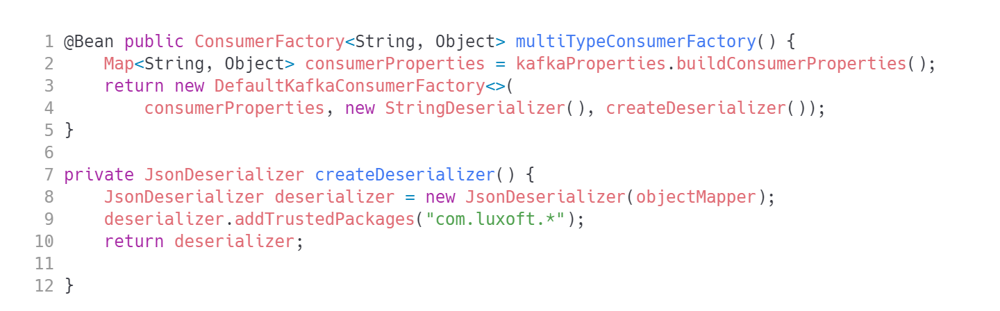 1 @Bean public ConsumerFactory<String, Object> multiTypeConsumerFactory() {
2     Map<String, Object> consumerProperties = kafkaProperties.buildConsumerProperties();
3     return new DefaultKafkaConsumerFactory<>(
4         consumerProperties, new StringDeserializer(), createDeserializer());
5 }
6
7 private JsonDeserializer createDeserializer() {
8     JsonDeserializer deserializer = new JsonDeserializer(objectMapper);
9     deserializer.addTrustedPackages("com.luxoft.*");
10     return deserializer;
11
12 }